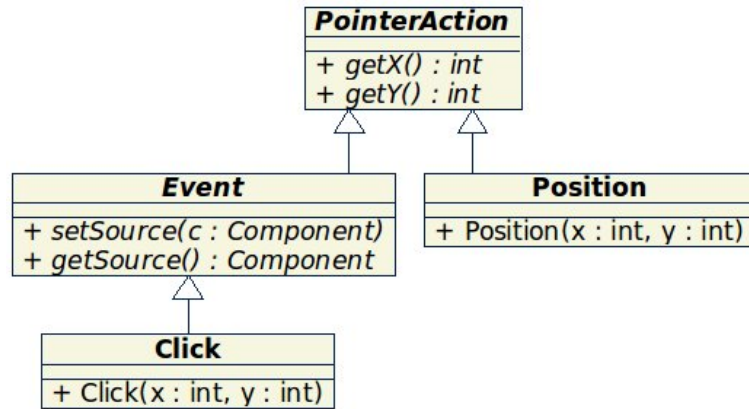 PointerAction
+ getX() : int
+ getY() : int
Event
+ setSource(c : Component)
+ getSource() : Component
Position
+ Position(x : int, y : int)
Click
+ Click(x : int, y : int)